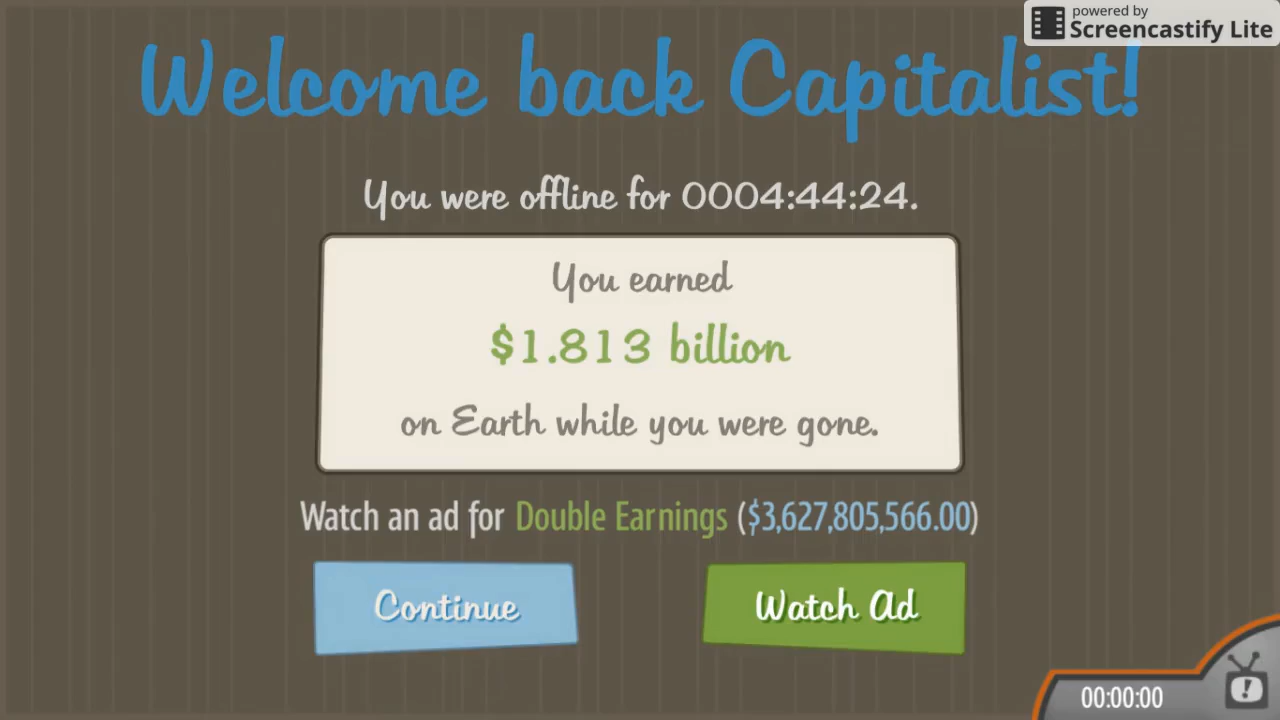 powered by
Screencastify Lite
Welcome back Capitalist!
You were offline for 0004:44:24.
You earned
$1.813 billion
on Earth while you were gone.
Watch an ad for Double Earnings ($3,627,805,566.00)
Continue
Watch Ad
00:00:00
!